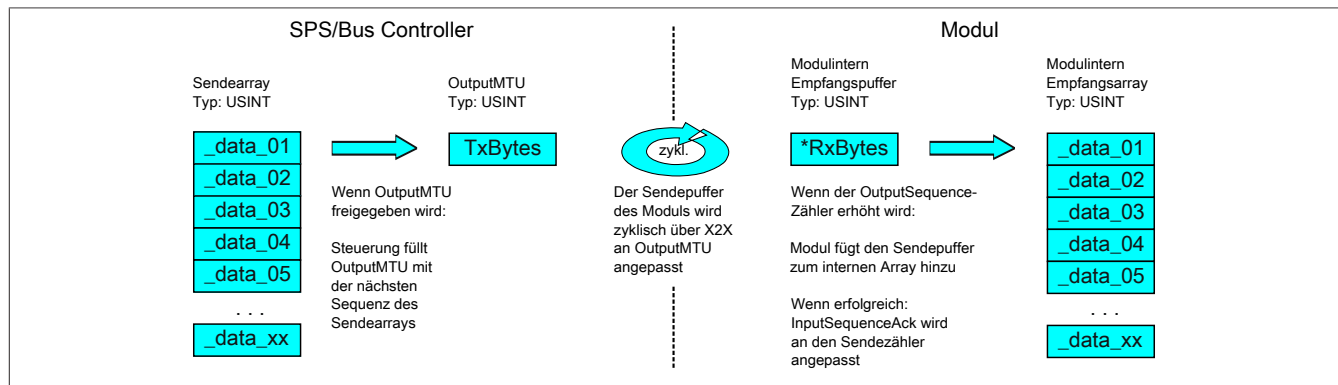 SPS/Bus Controller
Modul
Sendearray
Typ: USINT
OutputMTU
Typ: USINT
Modulintern
Empfangspuffer
Typ: USINT
Modulintern
Empfangsarray
Typ: USINT
_data_01
_data_02
_data_03
_data_04
_data_05
. . .
_data_xx
TxBytes
Wenn OutputMTU
freigegeben wird:
Steuerung füllt
OutputMTU mit
der nächsten
Sequenz des
Sendearrays
zykl.
Der Sendepuffer
des Moduls wird
zyklisch über X2X
an OutputMTU
angepasst
*RxBytes
Wenn der OutputSequence-
Zähler erhöht wird:
Modul fügt den Sendepuffer
zum internen Array hinzu
Wenn erfolgreich:
InputSequenceAck wird
an den Sendezähler
angepasst
_data_01
_data_02
_data_03
_data_04
_data_05
. . .
_data_xx